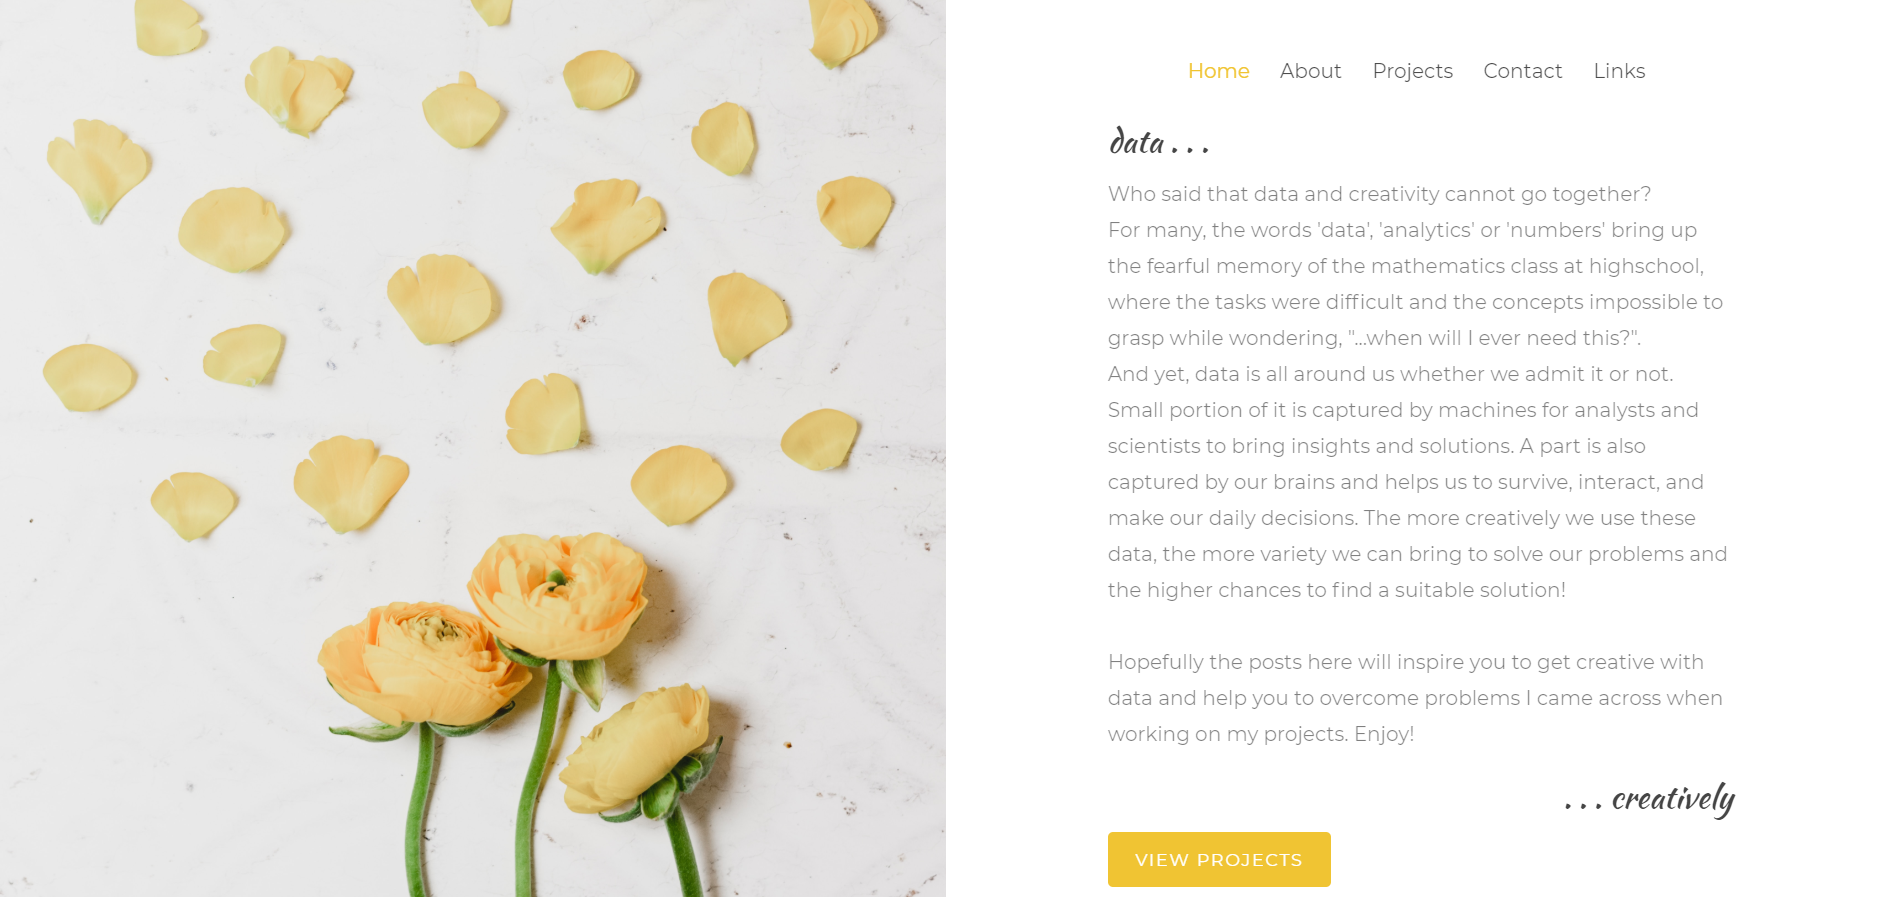 Home About Projects Contact Links
data . . .
Who said that data and creativity cannot go together?
For many, the words 'data', 'analytics' or 'numbers' bring up
the fearful memory of the mathematics class at highschool,
where the tasks were difficult and the concepts impossible to
grasp while wondering, "...when will I ever need this?".
And yet, data is all around us whether we admit it or not.
Small portion of it is captured by machines for analysts and
scientists to bring insights and solutions. A part is also
captured by our brains and helps us to survive, interact, and
make our daily decisions. The more creatively we use these
data, the more variety we can bring to solve our problems and
the higher chances to find a suitable solution!
Hopefully the posts here will inspire you to get creative with
data and help you to overcome problems I came across when
working on my projects. Enjoy!
. . . creatively
VIEW PROJECTS